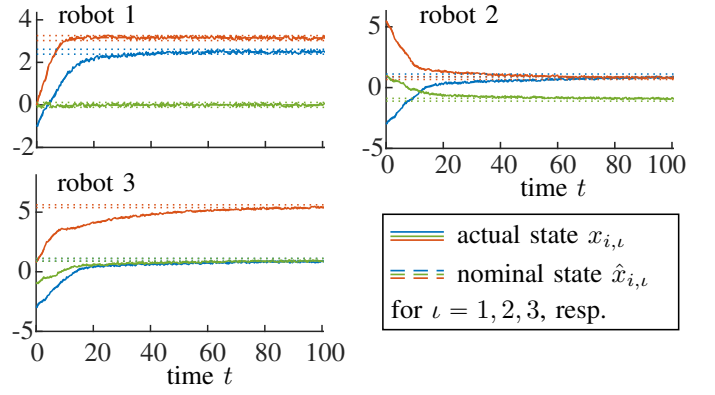 robot 1
4
2
0
-2
robot 2
5
0
-5
0 20 40 60 80 100
time t
robot 3
5
0
-5
0 20 40 60 80 100
time t
actual state x_{i,ι}
nominal state x̂_{i,ι}
for ι = 1, 2, 3, resp.